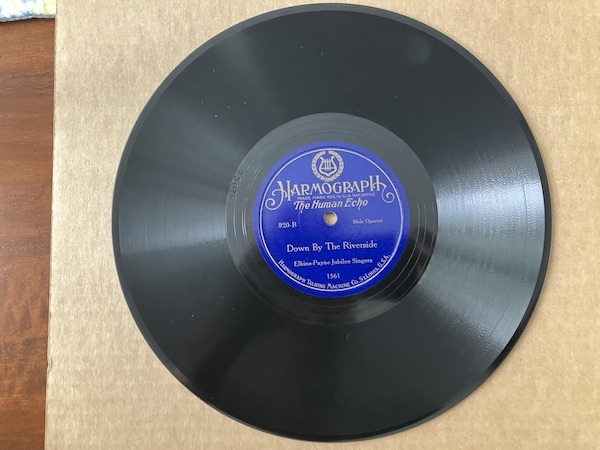 HARMOGRAPH
TRADE MARK REG. IN U.S. PAT. OFFICE
The Human Echo
920-B
Male Quartet
Down By The Riverside
Elkins-Payne Jubilee Singers
1561
HARMOGRAPH TALKING MACHINE CO. ST. LOUIS, U.S.A.